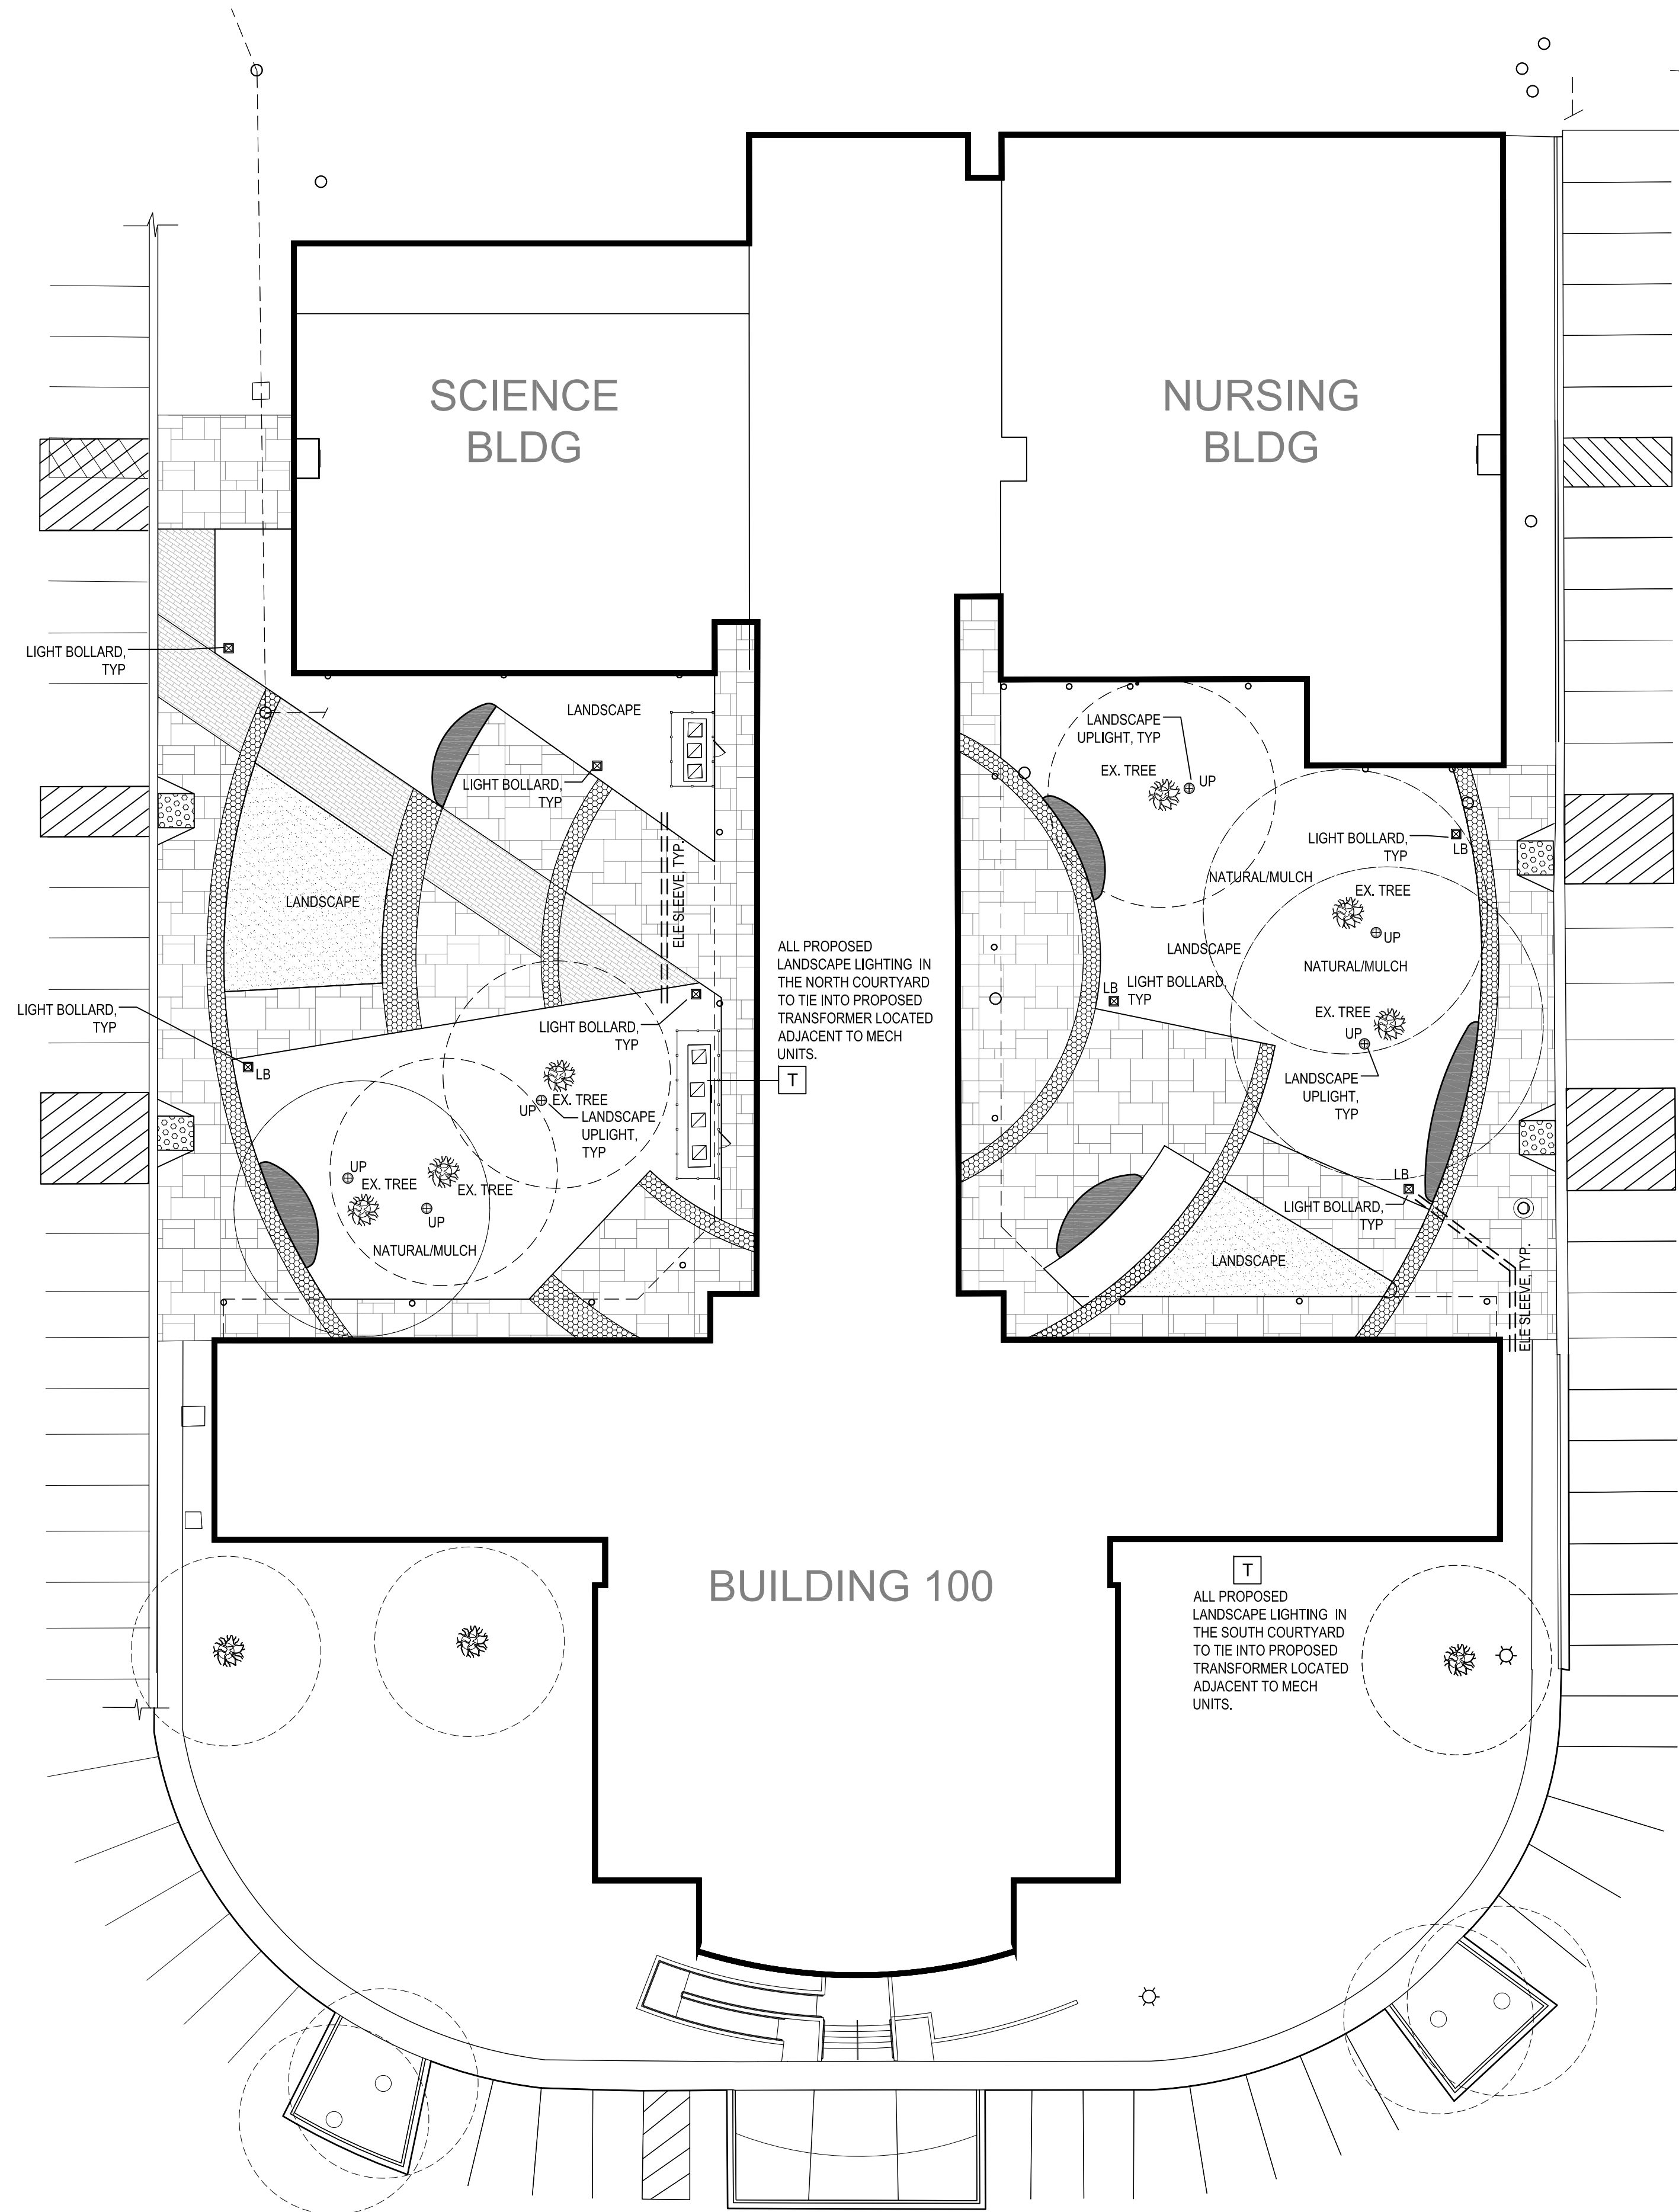 SCIENCE
BLDG
NURSING
BLDG
LIGHT BOLLARD,
TYP
LANDSCAPE
LIGHT BOLLARD,
TYP
LANDSCAPE
UPLIGHT, TYP
EX. TREE
UP
LIGHT BOLLARD,
TYP
LB
ELE SLEEVE, TYP.
NATURAL/MULCH
EX. TREE
LANDSCAPE
UP
LANDSCAPE
NATURAL/MULCH
ALL PROPOSED
LANDSCAPE LIGHTING IN
THE NORTH COURTYARD
TO TIE INTO PROPOSED
TRANSFORMER LOCATED
ADJACENT TO MECH
UNITS.
T
LB
LIGHT BOLLARD,
TYP
LIGHT BOLLARD,
TYP
LB
LIGHT BOLLARD,
TYP
EX. TREE
UP
LANDSCAPE
UPLIGHT,
TYP
EX. TREE
UP
LANDSCAPE
UPLIGHT,
TYP
UP
EX. TREE
EX. TREE
UP
NATURAL/MULCH
LB
LIGHT BOLLARD,
TYP
LANDSCAPE
ELE SLEEVE, TYP.
BUILDING 100
T
ALL PROPOSED
LANDSCAPE LIGHTING IN
THE SOUTH COURTYARD
TO TIE INTO PROPOSED
TRANSFORMER LOCATED
ADJACENT TO MECH
UNITS.